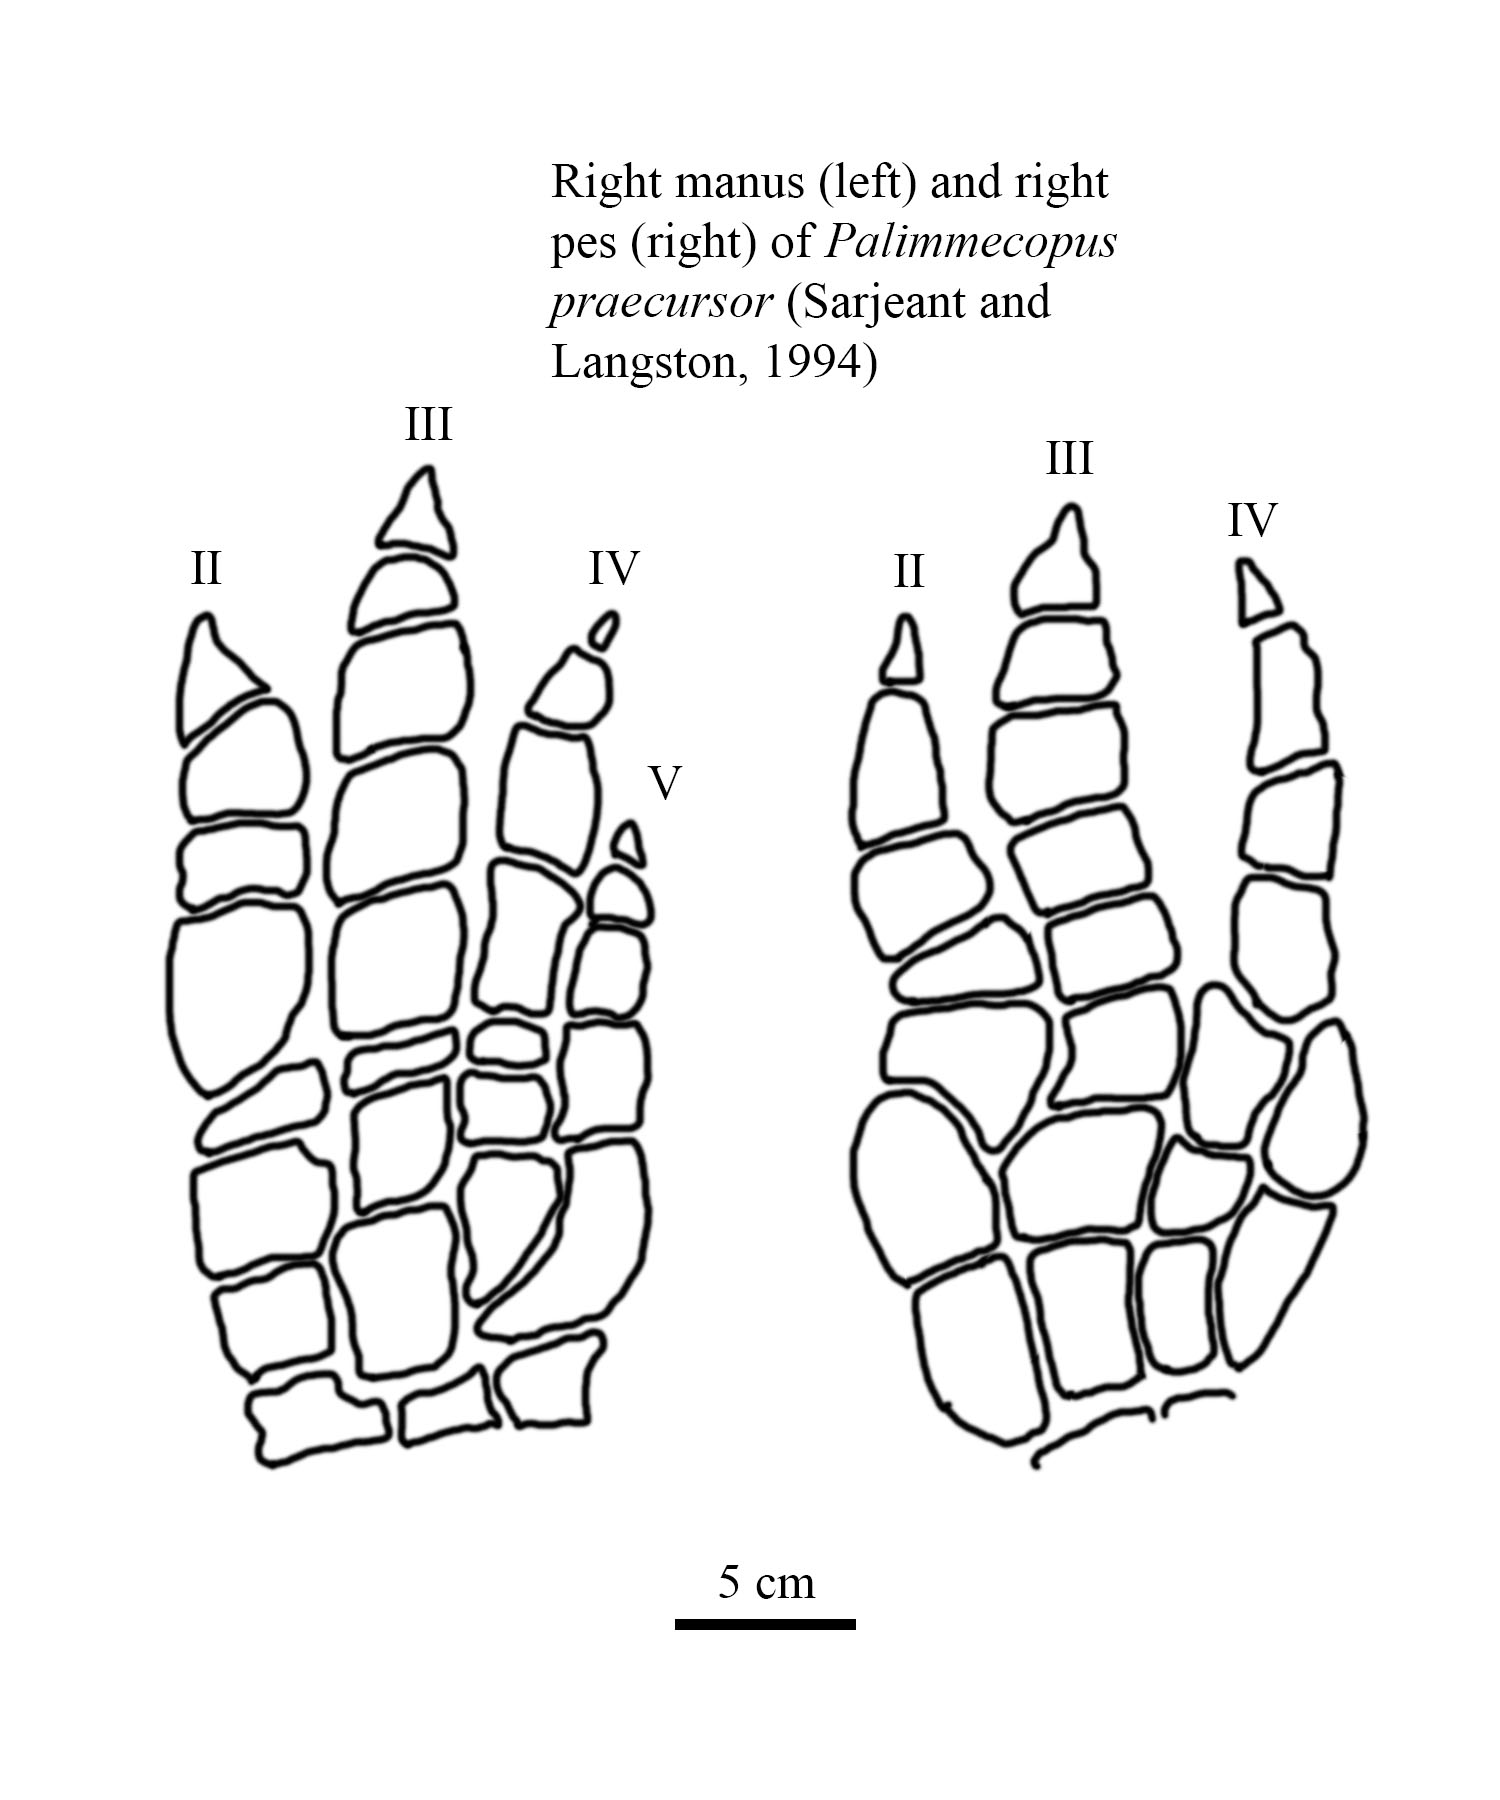 Right manus (left) and right
pes (right) of Palimmecopus
praecursor (Sarjeant and
Langston, 1994)
III
II
IV
V
III
II
IV
5 cm